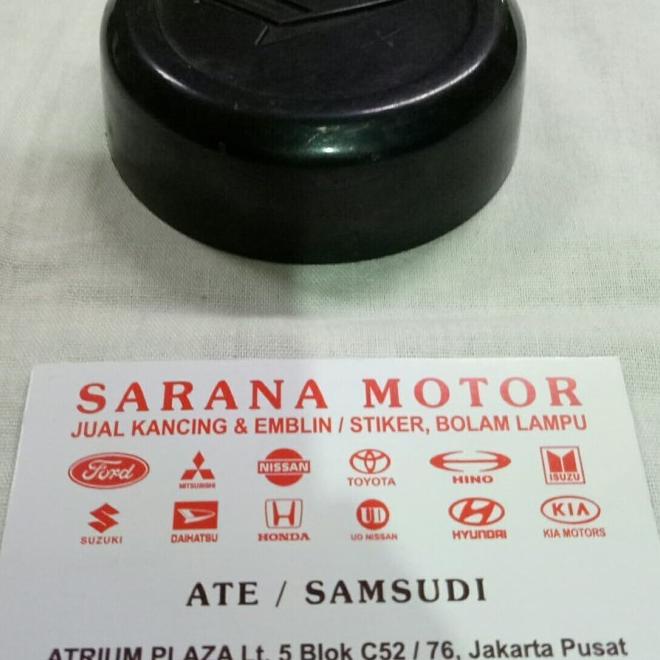 SARANA MOTOR
JUAL KANCING & EMBLIN / STIKER, BOLAM LAMPU
Ford MITSUBISHI NISSAN TOYOTA HINO ISUZU
SUZUKI DAIHATSU HONDA UD UD NISSAN HYUNDAI KIA KIA MOTORS
ATE / SAMSUDI
ATRIUM PLAZA Lt. 5 Blok C52 / 76, Jakarta Pusat